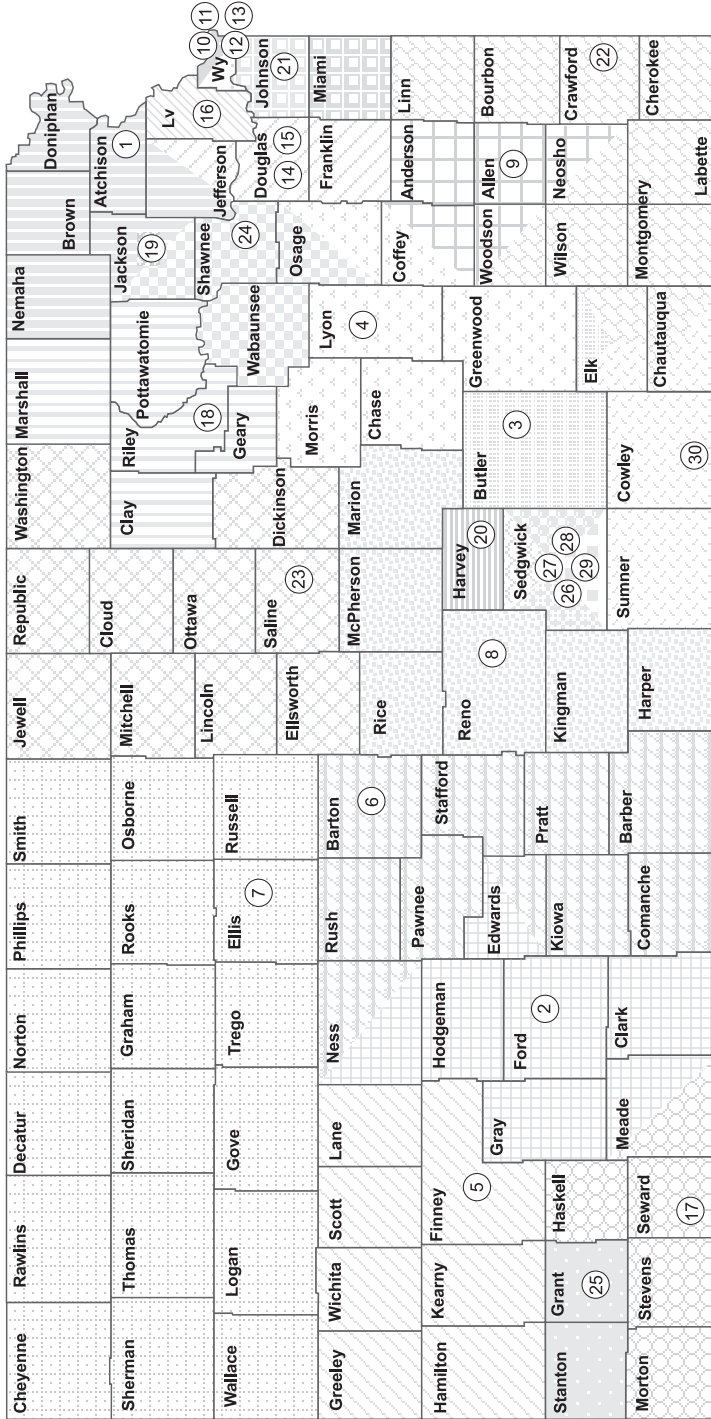 Cheyenne
Rawlins
Decatur
Norton
Phillips
Smith
Jewell
Republic
Washington
Marshall
Nemaha
Brown
Doniphan
Sherman
Thomas
Sheridan
Graham
Rooks
Osborne
Mitchell
Cloud
Clay
Riley
Pottawatomie
Jackson
19
Atchison
1
Wallace
Logan
Gove
Trego
Ellis
7
Russell
Lincoln
Ottawa
18
Geary
Wabaunsee
Shawnee
24
Jefferson
Lv
16
Wy
10
11
12
13
Greeley
Wichita
Scott
Lane
Ness
Rush
Barton
6
Ellsworth
Saline
23
Dickinson
Morris
Lyon
4
Osage
Douglas
14
15
Johnson
21
Hamilton
Kearny
Finney
5
Gray
Hodgeman
Pawnee
Stafford
Rice
McPherson
Marion
Chase
Coffey
Franklin
Miami
Ford
2
Edwards
Reno
8
Harvey
20
Butler
3
Greenwood
Woodson
Anderson
Allen
9
Linn
Bourbon
Stanton
Grant
25
Haskell
Kiowa
Pratt
Kingman
Sedgwick
27
28
26
29
Elk
Wilson
Neosho
Crawford
22
Morton
Stevens
Seward
17
Meade
Clark
Comanche
Barber
Harper
Sumner
Cowley
30
Chautauqua
Montgomery
Labette
Cherokee